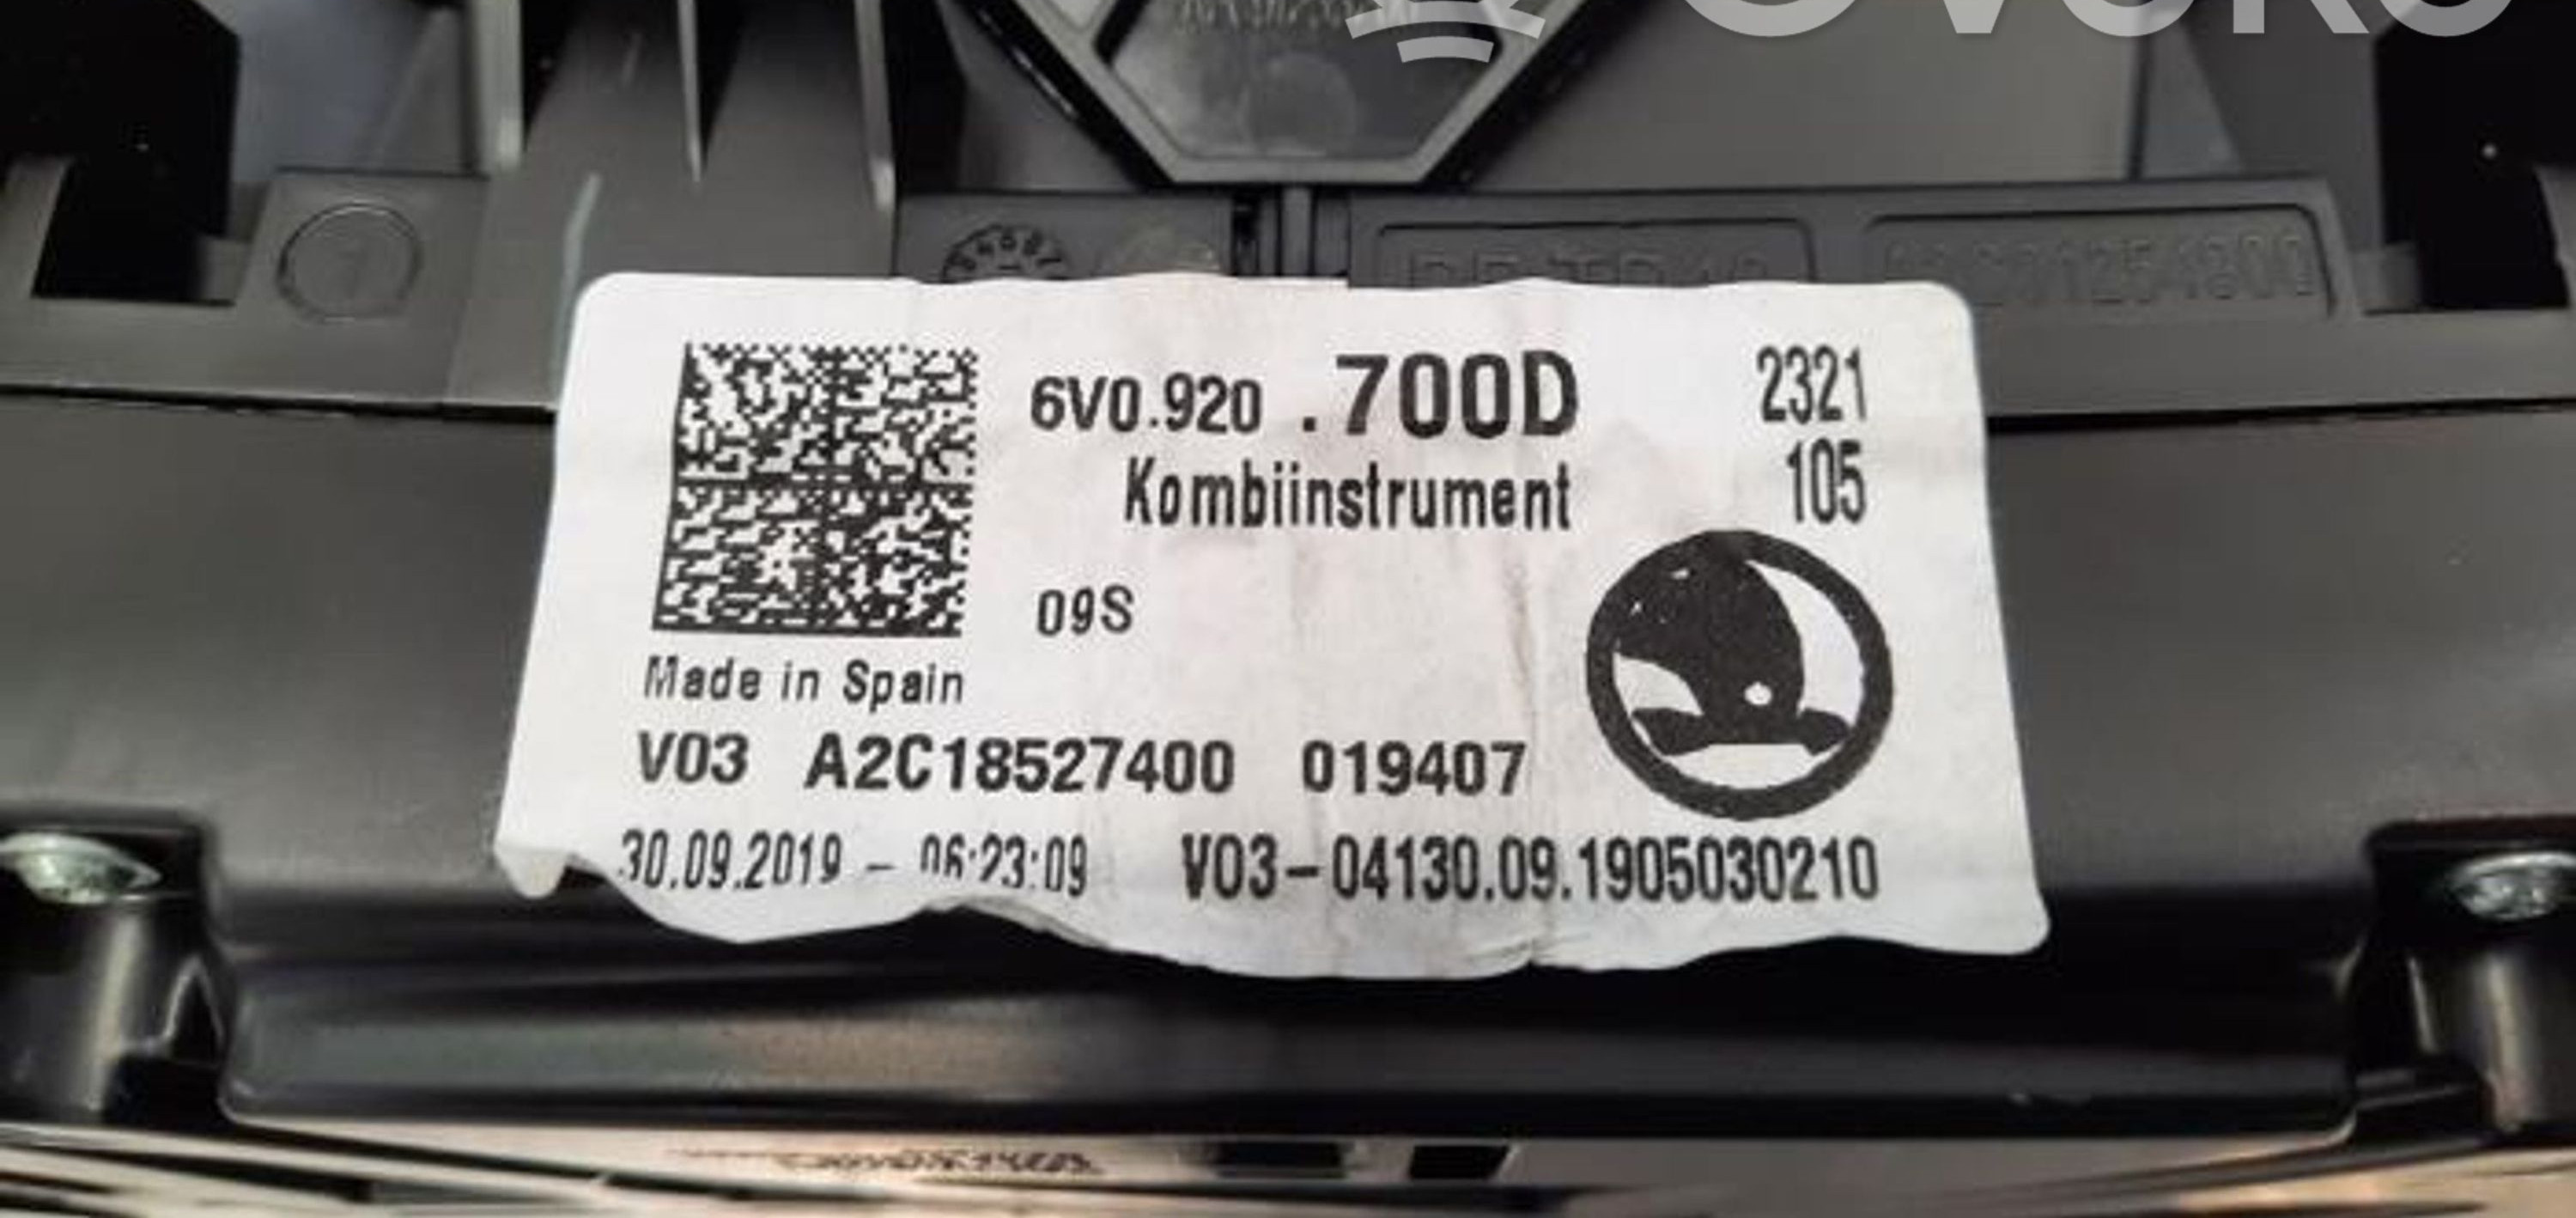 6V0.920 .700D 2321
Kombiinstrument 105
09S
Made in Spain
V03 A2C18527400 019407
30.09.2019 - 06:23:09 V03-04130.09.1905030210